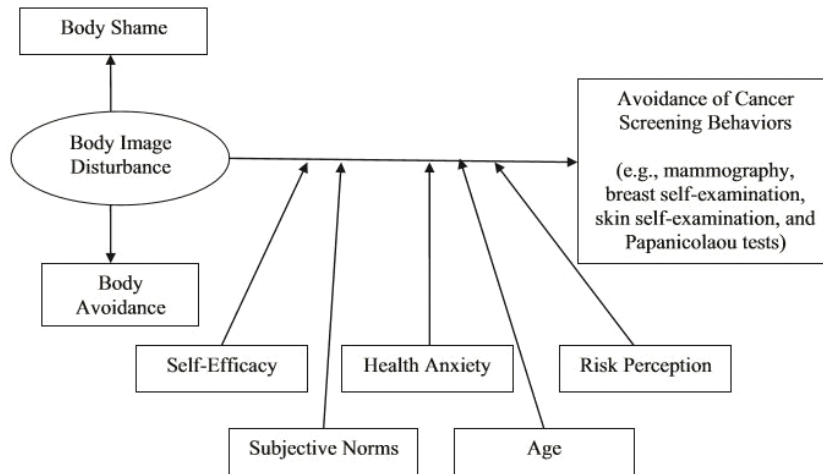 Body Shame
Body Image
Disturbance
Body
Avoidance
Avoidance of Cancer
Screening Behaviors
(e.g., mammography,
breast self-examination,
skin self-examination, and
Papanicolaou tests)
Self-Efficacy
Health Anxiety
Risk Perception
Subjective Norms
Age